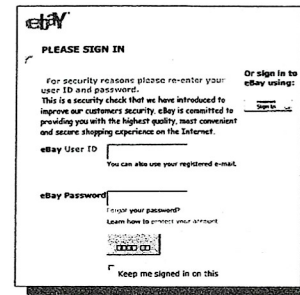 ebaY
PLEASE SIGN IN
For security reasons please re-enter your
user ID and password.
This is a security check that we have introduced to
improve our customers security. eBay is committed to
providing you with the highest quality, most convenient
and secure shopping experience on the Internet.
Or sign in to
eBay using:
Sign In
eBay User ID
You can also use your registered e-mail.
eBay Password
Forgot your password?
Learn how to protect your account
Keep me signed in on this